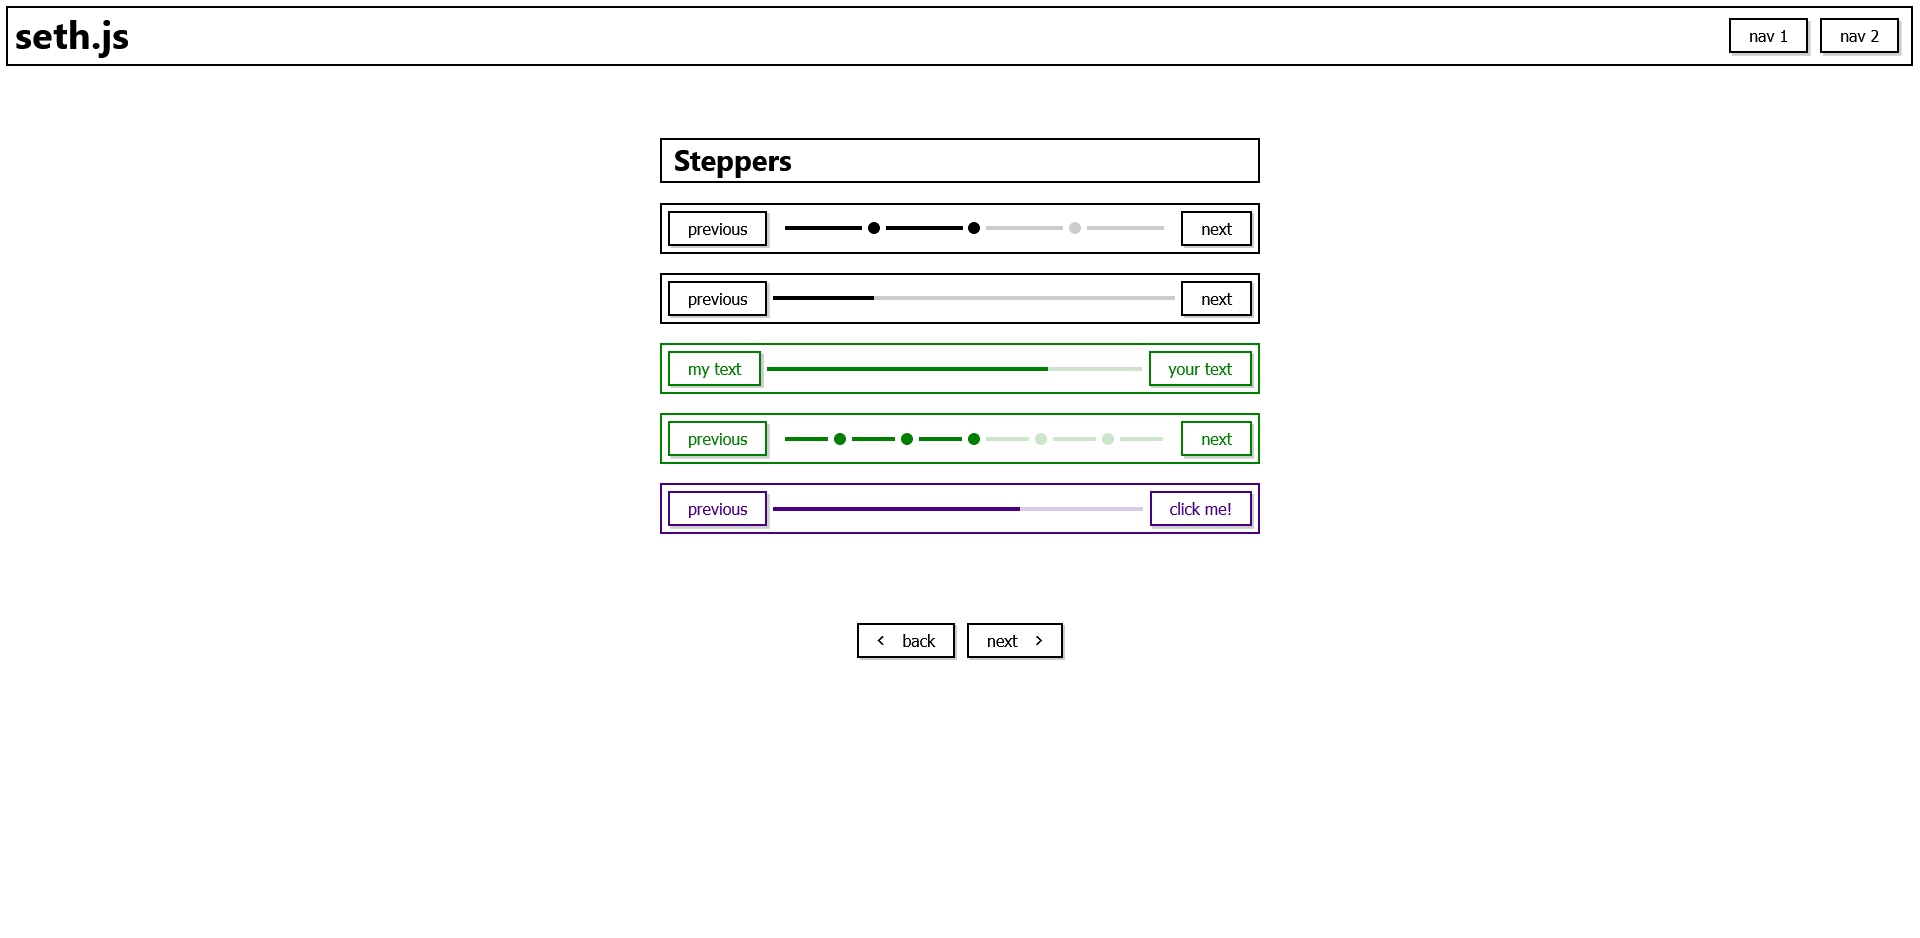 seth.js nav 1 nav 2
Steppers
previous next
previous next
my text your text
previous next
previous click me!
back next